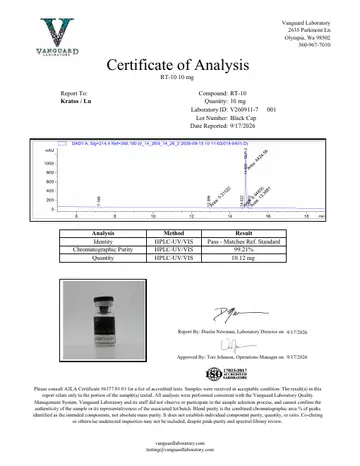 Vanguard Laboratory
2635 Parkmont Ln
Olympia, Wa 98502
360-967-7010
VANGUARD
LABORATORY
Certificate of Analysis
RT-10 10 mg
Report To:
Kratos / Lu
Compound: RT-10
Quantity: 10 mg
Laboratory ID: V260911-7 001
Lot Number: Black Cap
Date Reported: 9/17/2026
mAU
1000
800
600
400
200
0
6
8
10
12
14
16
18
Analysis Method Result
Identity HPLC-UV/VIS Pass - Matches Ref. Standard
Chromatographic Purity HPLC-UV/VIS 99.21%
Quantity HPLC-UV/VIS 10.12 mg
Report By: Dustin Newman, Laboratory Director on 9/17/2026
Approved By: Tori Johnson, Operations Manager on 9/17/2026
17025:2017
ISO
ACCREDITED
LABORATORY
Please consult A2LA Certificate #6377.01.01 for a list of accredited tests. Samples were received in acceptable condition. The result(s) in this
report relate only to the portion of the sample(s) tested. All analyses were performed consistent with the Vanguard Laboratory Quality
Management System. Vanguard Laboratory and its staff did not observe or participate in the sample selection process, and cannot confirm the
authenticity of the sample or its representativeness of the associated lot/batch. Blend purity is the combined chromatographic area % of peaks
identified as the intended components, not absolute mass purity. It does not establish individual component purity, quantity, or ratio. Co-eluting
or otherwise undetected impurities may not be included, despite peak-purity and spectral library review.
vanguardlaboratory.com
testing@vanguardlaboratory.com